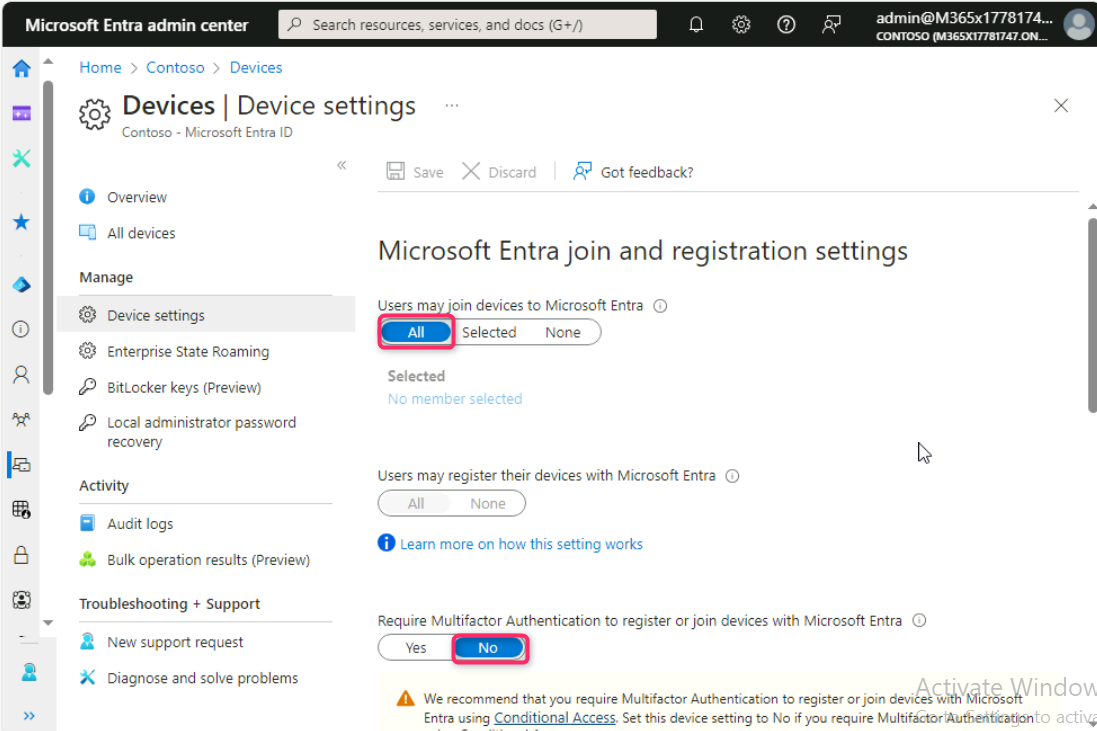 Microsoft Entra admin center
Search resources, services, and docs (G+/)
admin@M365x1778174...
CONTOSO (M365X17781747.ON...
Home > Contoso > Devices
Devices | Device settings ...
Contoso - Microsoft Entra ID
Overview
All devices
Manage
Device settings
Enterprise State Roaming
BitLocker keys (Preview)
Local administrator password
recovery
Activity
Audit logs
Bulk operation results (Preview)
Troubleshooting + Support
New support request
Diagnose and solve problems
Save Discard Got feedback?
Microsoft Entra join and registration settings
Users may join devices to Microsoft Entra
All Selected None
Selected
No member selected
Users may register their devices with Microsoft Entra
All None
Learn more on how this setting works
Require Multifactor Authentication to register or join devices with Microsoft Entra
Yes No
We recommend that you require Multifactor Authentication to register or join devices with Microsoft
Entra using Conditional Access. Set this device setting to No if you require Multifactor Authentication
Activate Window
Go to Settings to activa